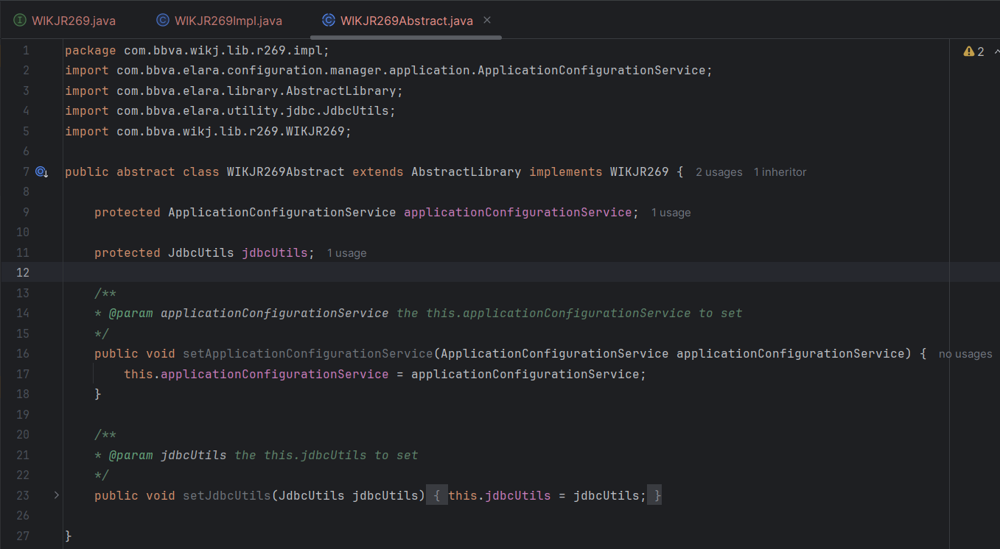 WIKJR269.java WIKJR269Impl.java WIKJR269Abstract.java
1 package com.bbva.wikj.lib.r269.impl; 2
2 import com.bbva.elara.configuration.manager.application.ApplicationConfigurationService;
3 import com.bbva.elara.library.AbstractLibrary;
4 import com.bbva.elara.utility.jdbc.JdbcUtils;
5 import com.bbva.wikj.lib.r269.WIKJR269;
6
7 public abstract class WIKJR269Abstract extends AbstractLibrary implements WIKJR269 { 2 usages 1 inheritor
8
9 protected ApplicationConfigurationService applicationConfigurationService; 1 usage
10
11 protected JdbcUtils jdbcUtils; 1 usage
12
13 /**
14 * @param applicationConfigurationService the this.applicationConfigurationService to set
15 */
16 public void setApplicationConfigurationService(ApplicationConfigurationService applicationConfigurationService) { no usages
17 this.applicationConfigurationService = applicationConfigurationService;
18 }
19
20 /**
21 * @param jdbcUtils the this.jdbcUtils to set
22 */
23 public void setJdbcUtils(JdbcUtils jdbcUtils) { this.jdbcUtils = jdbcUtils; }
26
27 }